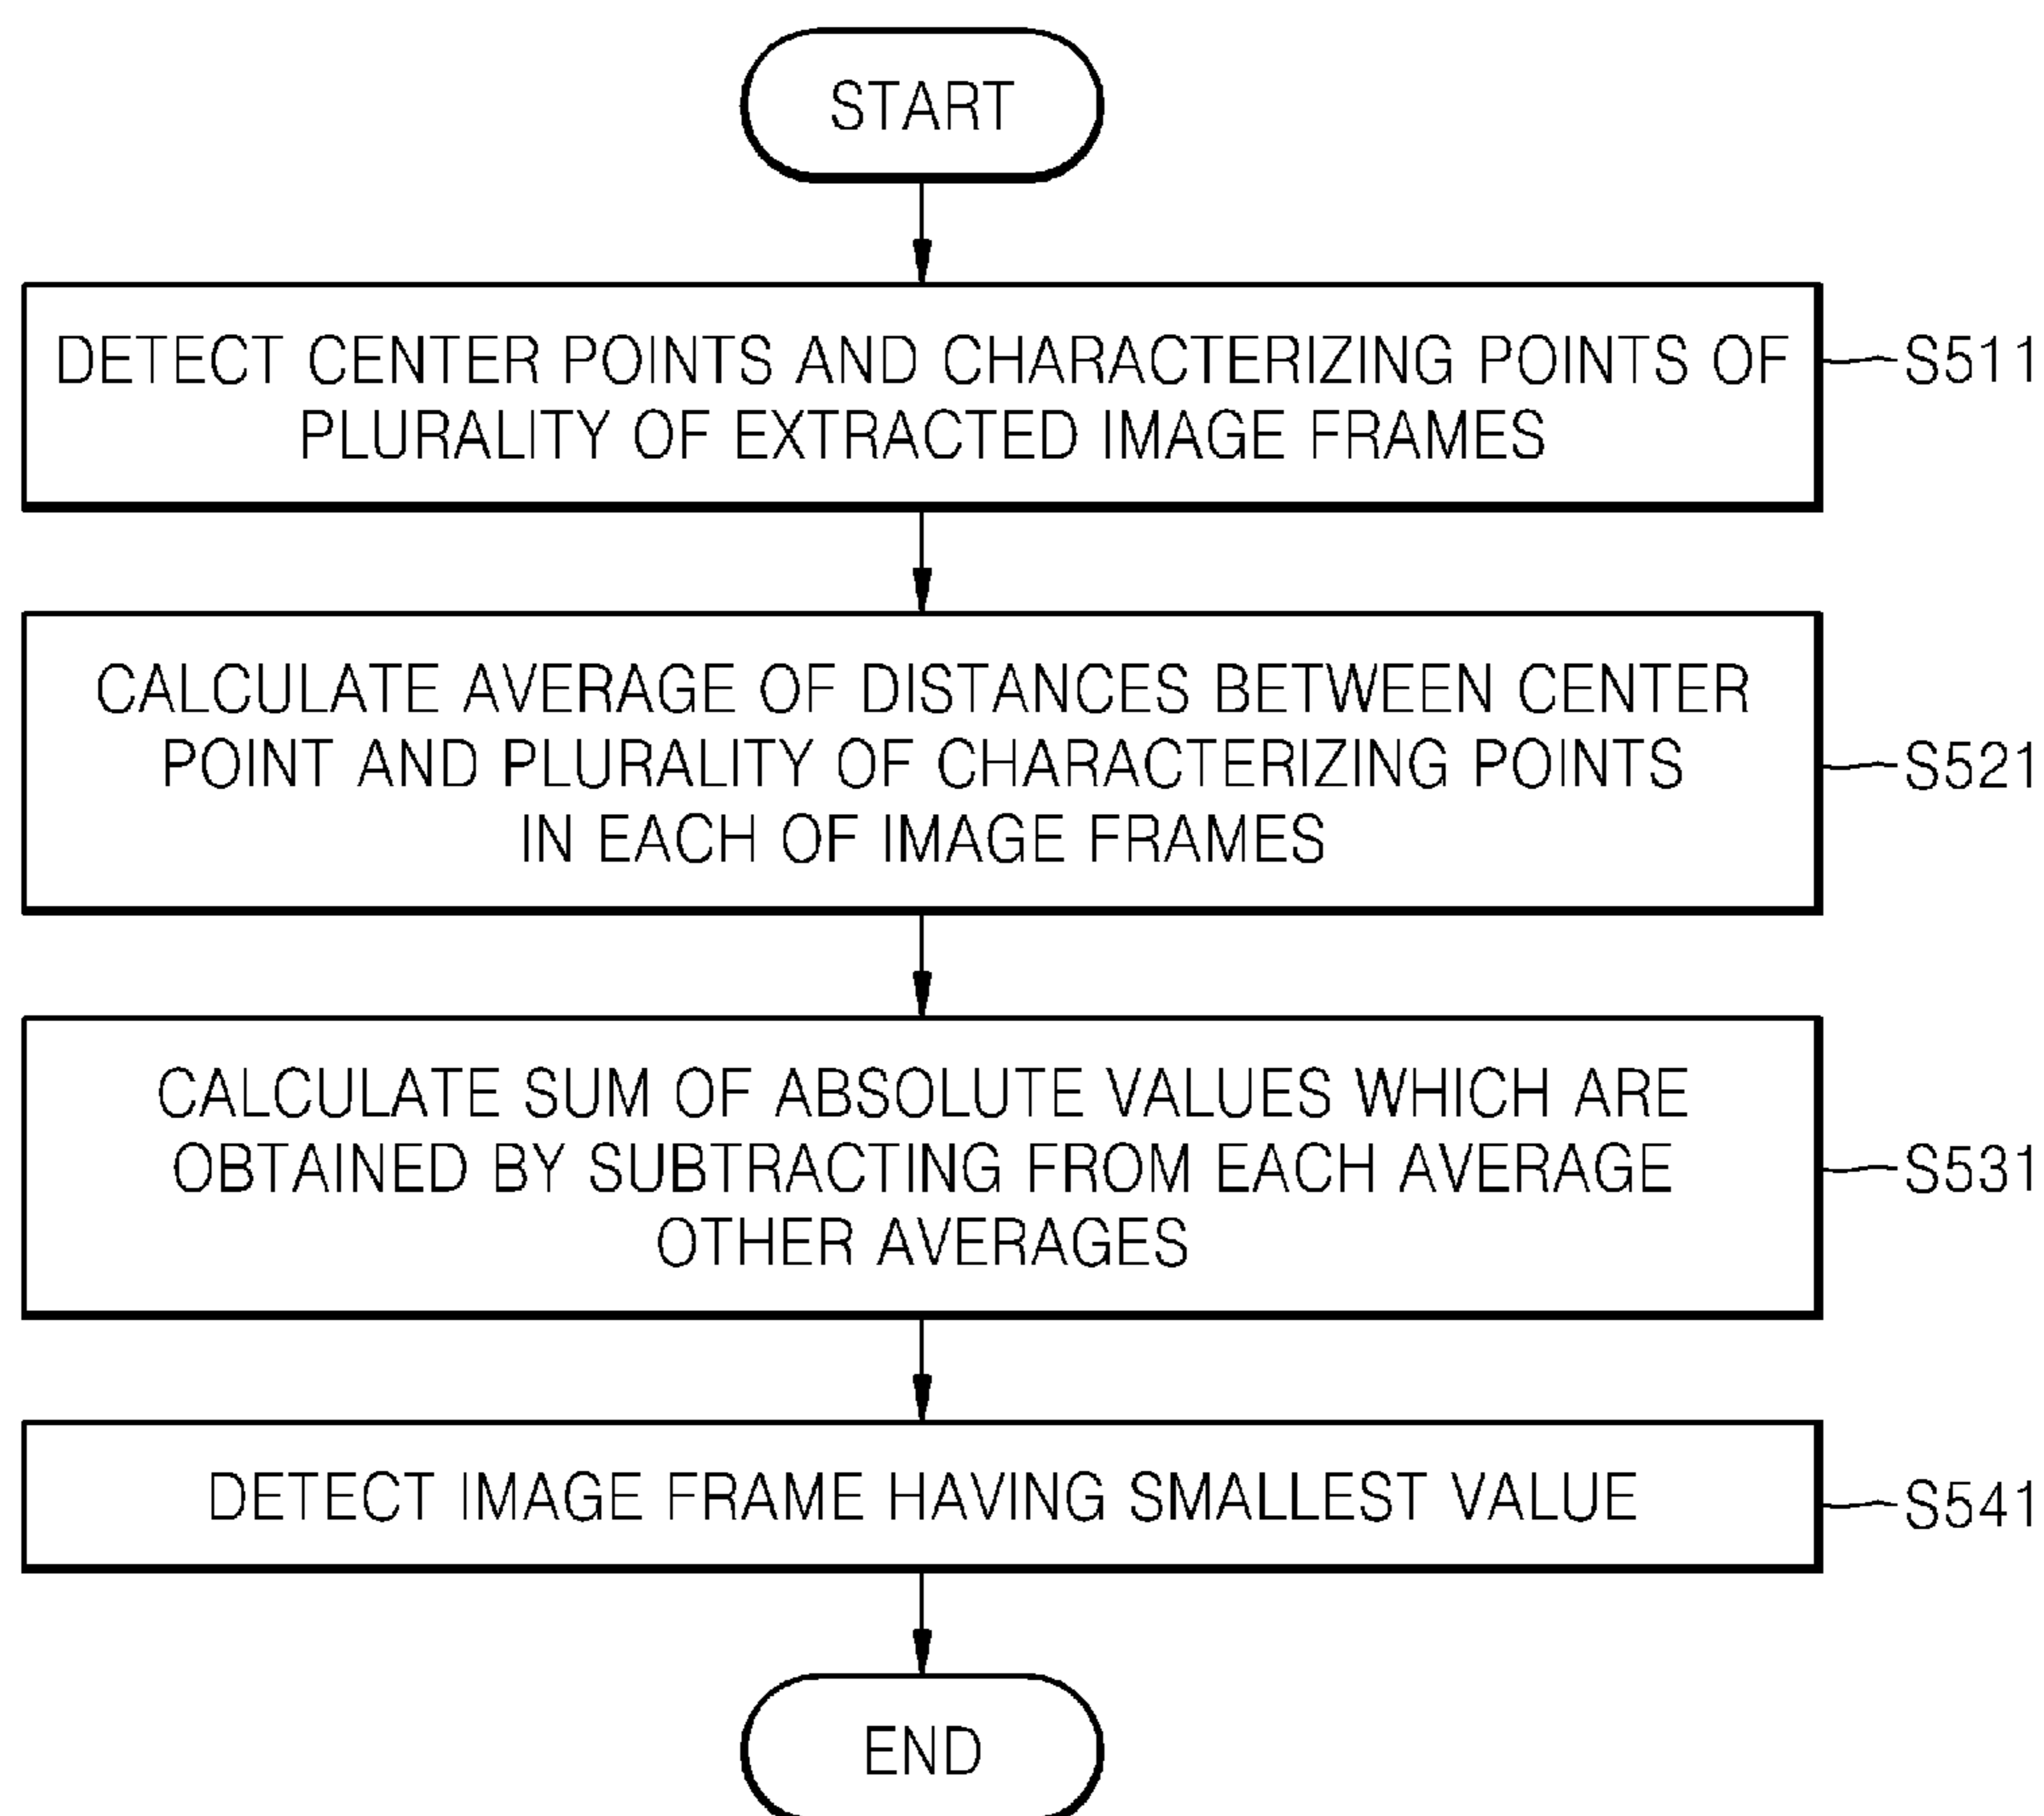 START
DETECT CENTER POINTS AND CHARACTERIZING POINTS OF
PLURALITY OF EXTRACTED IMAGE FRAMES
S511
CALCULATE AVERAGE OF DISTANCES BETWEEN CENTER
POINT AND PLURALITY OF CHARACTERIZING POINTS
IN EACH OF IMAGE FRAMES
S521
CALCULATE SUM OF ABSOLUTE VALUES WHICH ARE
OBTAINED BY SUBTRACTING FROM EACH AVERAGE
OTHER AVERAGES
S531
DETECT IMAGE FRAME HAVING SMALLEST VALUE
S541
END